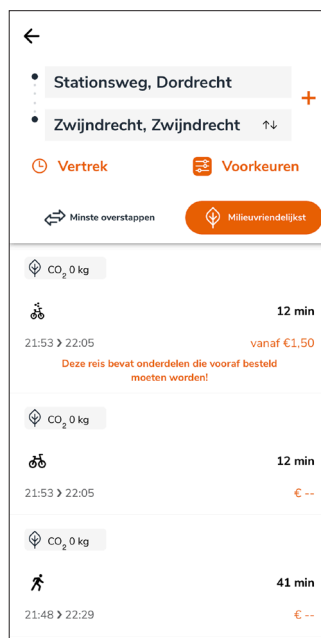 Stationsweg, Dordrecht
Zwijndrecht, Zwijndrecht
Vertrek Voorkeuren
Minste overstappen Milieuvriendelijkst
CO2 0 kg
12 min
21:53 > 22:05 vanaf €1,50
Deze reis bevat onderdelen die vooraf besteld
moeten worden!
CO2 0 kg
12 min
21:53 > 22:05 € --
CO2 0 kg
41 min
21:48 > 22:29 € --